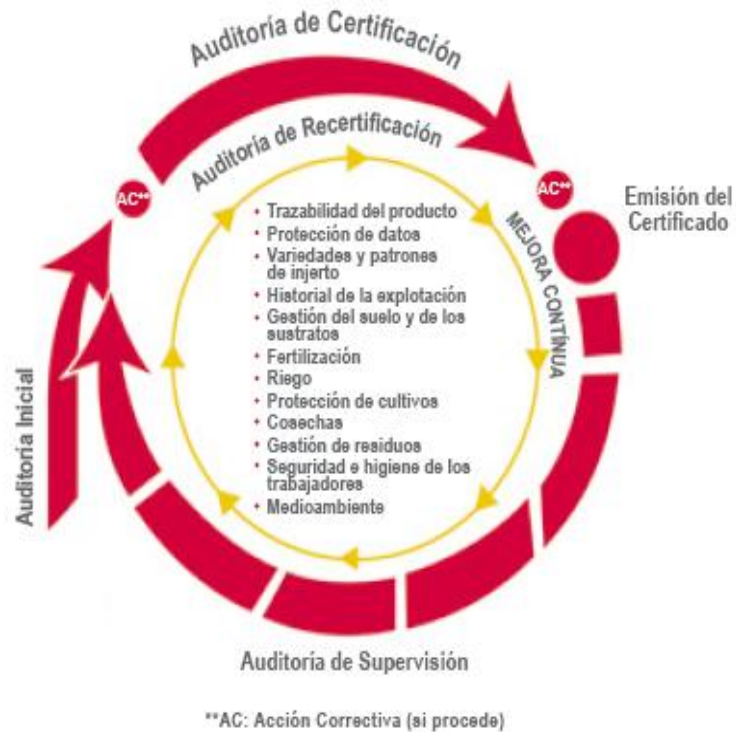 Auditoría de Certificación
Auditoría de Recertificación
AC**
AC**
Emisión del
Certificado
MEJORA CONTÍNUA
• Trazabilidad del producto
• Protección de datos
• Variedades y patrones
de injerto
• Historial de la explotación
• Gestión del suelo y de los
sustratos
• Fertilización
• Riego
• Protección de cultivos
• Cosechas
• Gestión de residuos
• Seguridad e higiene de los
trabajadores
• Medioambiente
Auditoría Inicial
Auditoría de Supervisión
**AC: Acción Correctiva (si procede)